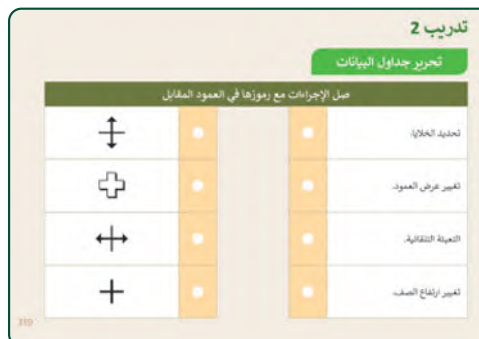 تدريب 2
تحرير جداول البيانات
صل الإجراءات مع رموزها في العمود المقابل
تحديد الخلايا.
تغيير عرض العمود.
التعبئة التلقائية.
تغيير ارتفاع الصف.
319